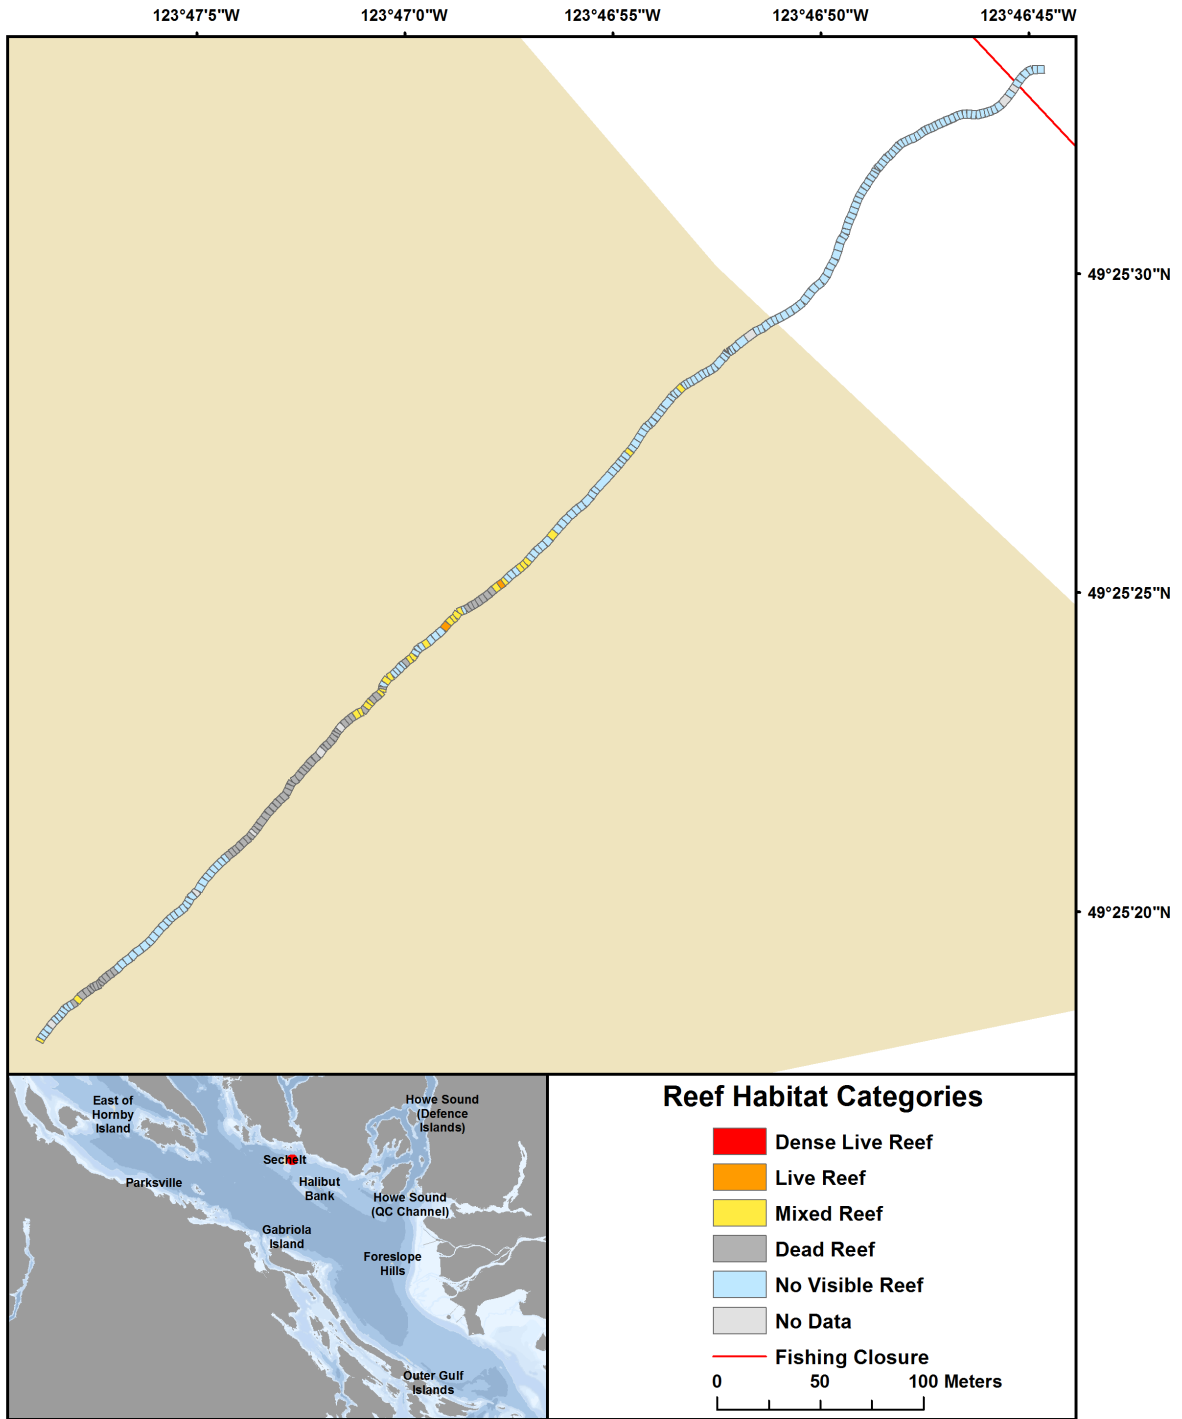 123°47'5"W 123°47'0"W 123°46'55"W 123°46'50"W 123°46'45"W
49°25'30"N
49°25'25"N
49°25'20"N
East of
Hornby
Island
Howe Sound
(Defence
Islands)
Sechelt
Parksville
Halibut
Bank
Howe Sound
(QC Channel)
Gabriola
Island
Foreslope
Hills
Outer Gulf
Islands
Reef Habitat Categories
Dense Live Reef
Live Reef
Mixed Reef
Dead Reef
No Visible Reef
No Data
Fishing Closure
0 50 100 Meters